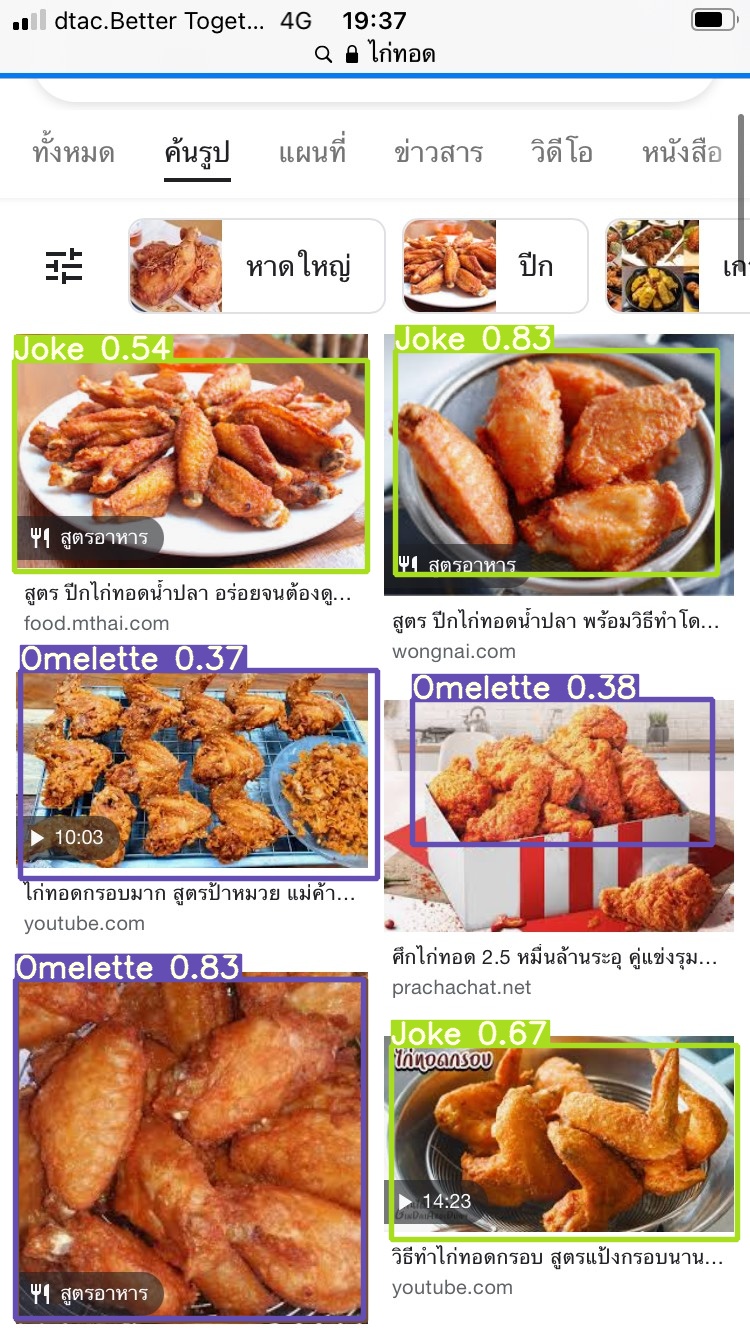 dtac.Better Toget... 4G 19:37
ไก่ทอด
ทั้งหมด ค้นรูป แผนที่ ข่าวสาร วิดีโอ หนังสือ
หาดใหญ่ ปีก
Joke 0.54
สูตรอาหาร
สูตร ปีกไก่ทอดน้ำปลา อร่อยจนต้องดู...
food.mthai.com
Joke 0.83
สูตรอาหาร
สูตร ปีกไก่ทอดน้ำปลา พร้อมวิธีทำโด...
wongnai.com
Omelette 0.37
10:03
ไก่ทอดกรอบมาก สูตรป้าหมวย แม่ค้า...
youtube.com
Omelette 0.38
ศึกไก่ทอด 2.5 หมื่นล้านระอุ คู่แข่งรุม...
prachachat.net
Omelette 0.83
สูตรอาหาร
Joke 0.67
ไก่ทอดกรอบ
14:23
วิธีทำไก่ทอดกรอบ สูตรแป้งกรอบนาน...
youtube.com